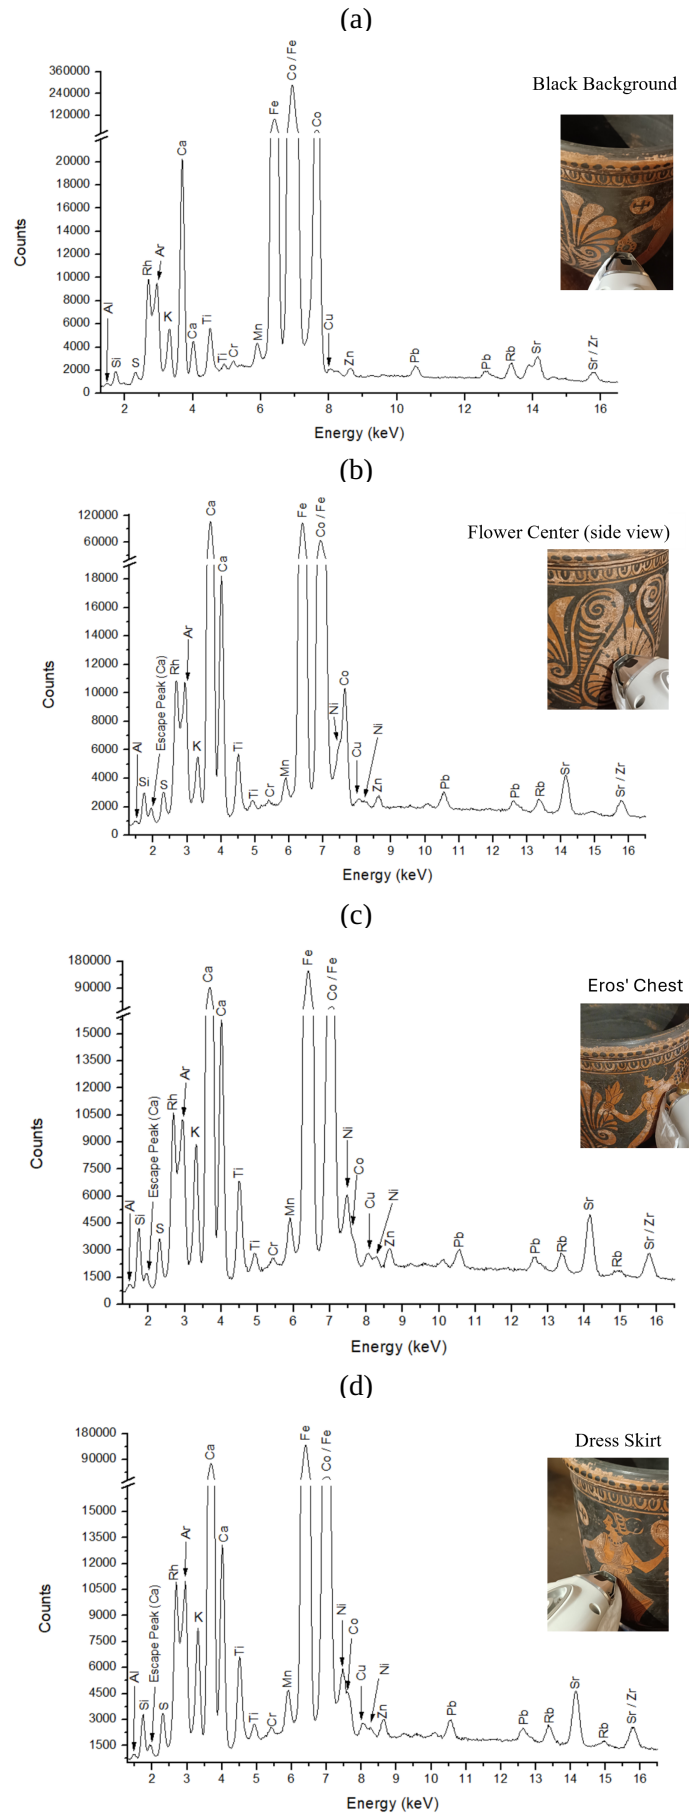 (a)
Black Background
Counts
360000
240000
120000
20000
18000
16000
14000
12000
10000
8000
6000
4000
2000
0
Al
Si
S
Rh
Ar
K
Ca
Ca
Ti
Ti
Cr
Mn
Fe
Co / Fe
Co
Cu
Zn
Pb
Pb
Rb
Sr
Sr / Zr
2 4 6 8 10 12 14 16
Energy (keV)
(b)
Flower Center (side view)
Counts
120000
60000
18000
16000
14000
12000
10000
8000
6000
4000
2000
0
Al
Si
Escape Peak (Ca)
S
Rh
Ar
K
Ca
Ca
Ti
Ti
Cr
Mn
Fe
Co / Fe
Ni
Co
Cu
Ni
Zn
Pb
Pb
Rb
Sr
Sr / Zr
2 3 4 5 6 7 8 9 10 11 12 13 14 15 16
Energy (keV)
(c)
Eros' Chest
Counts
180000
90000
15000
13500
12000
10500
9000
7500
6000
4500
3000
1500
0
Al
Si
Escape Peak (Ca)
S
Rh
Ar
K
Ca
Ca
Ti
Ti
Cr
Mn
Fe
Co / Fe
Ni
Co
Cu
Ni
Zn
Pb
Pb
Rb
Sr
Rb
Sr / Zr
2 3 4 5 6 7 8 9 10 11 12 13 14 15 16
Energy (keV)
(d)
Dress Skirt
Counts
180000
90000
15000
13500
12000
10500
9000
7500
6000
4500
3000
1500
Al
Si
Escape Peak (Ca)
S
Rh
Ar
K
Ca
Ca
Ti
Ti
Cr
Mn
Fe
Co / Fe
Ni
Co
Cu
Ni
Zn
Pb
Pb
Rb
Sr
Rb
Sr / Zr
2 3 4 5 6 7 8 9 10 11 12 13 14 15 16
Energy (keV)